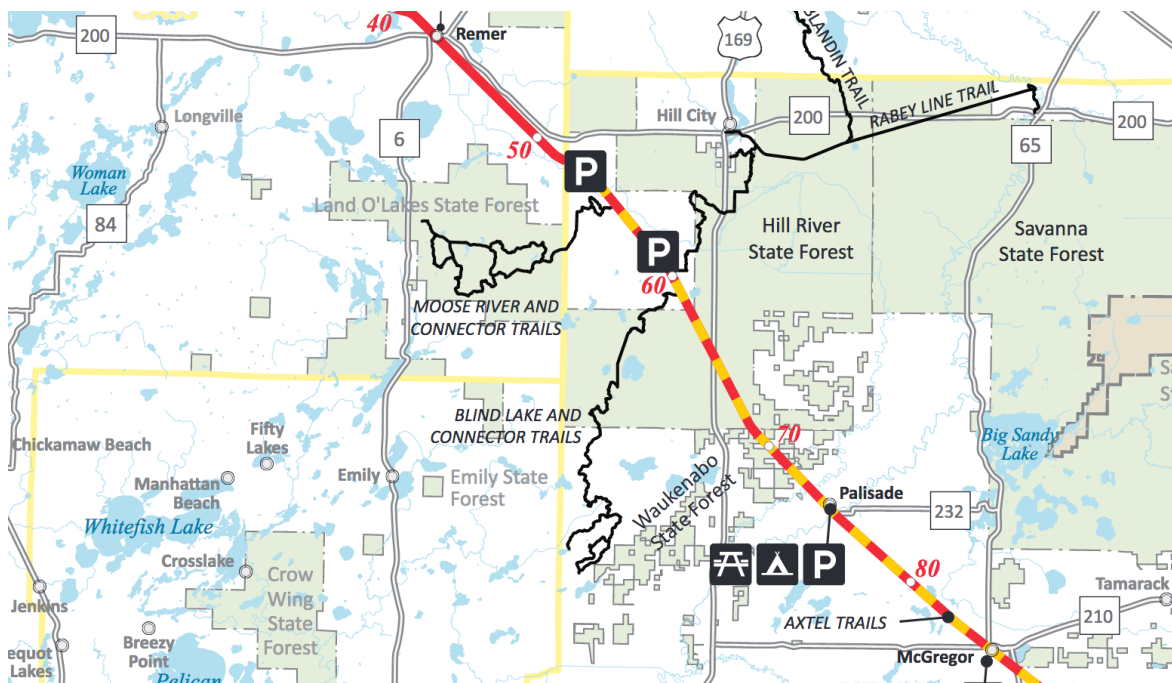 40
Remer
200
169
BLANDIN TRAIL
RABEY LINE TRAIL
Longville
Hill City
200
200
6
50
P
65
Woman
Lake
84
Land O'Lakes State Forest
Hill River
State Forest
Savanna
State Forest
P
60
MOOSE RIVER AND
CONNECTOR TRAILS
BLIND LAKE AND
CONNECTOR TRAILS
70
Chickamaw Beach
Fifty
Lakes
Big Sandy
Lake
Emily
Emily State
Forest
Manhattan
Beach
Waukenabo
State Forest
Palisade
232
Whitefish Lake
Crosslake
P
80
Crow
Wing
State
Forest
Tamarack
Jenkins
210
AXTEL TRAILS
Breezy
Point
equot
Lakes
McGregor
Pelican